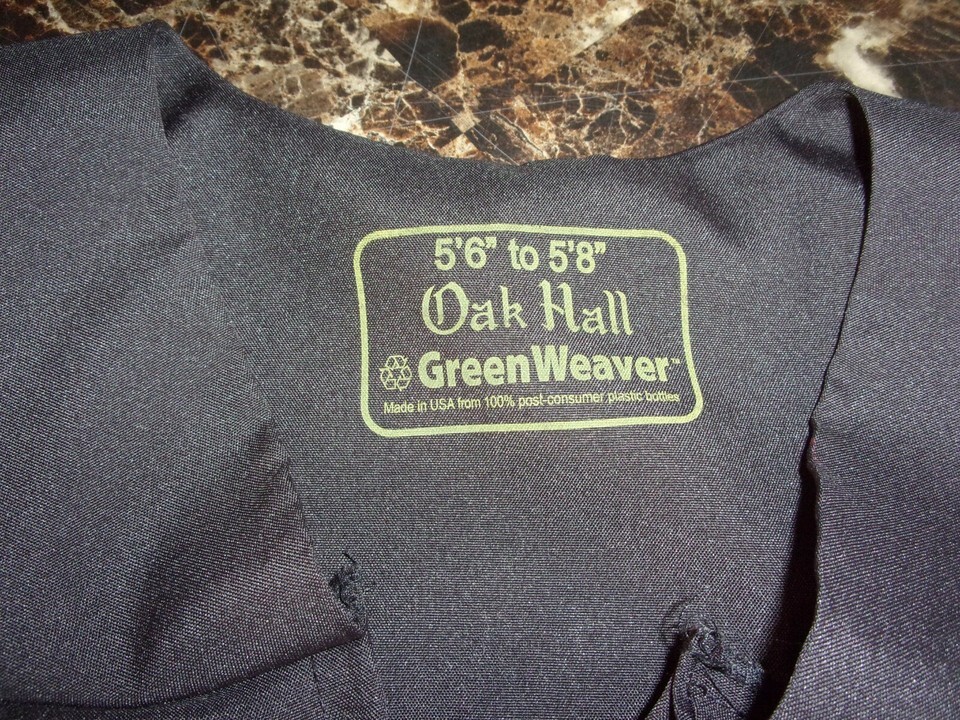 5'6" to 5'8"
Oak Hall
GreenWeaver™
Made in USA from 100% post-consumer plastic bottles